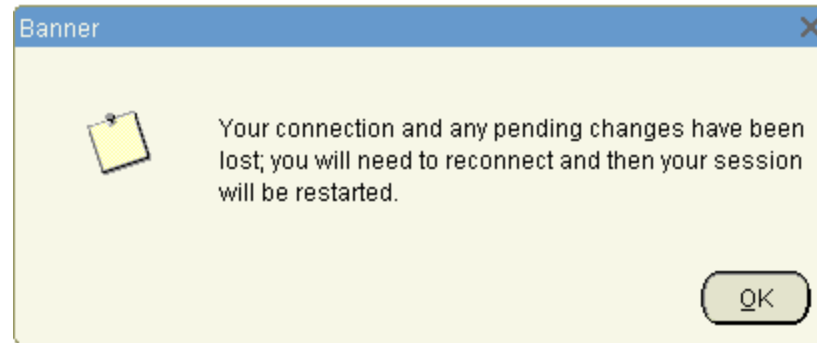 Banner
Your connection and any pending changes have been
lost; you will need to reconnect and then your session
will be restarted.
OK